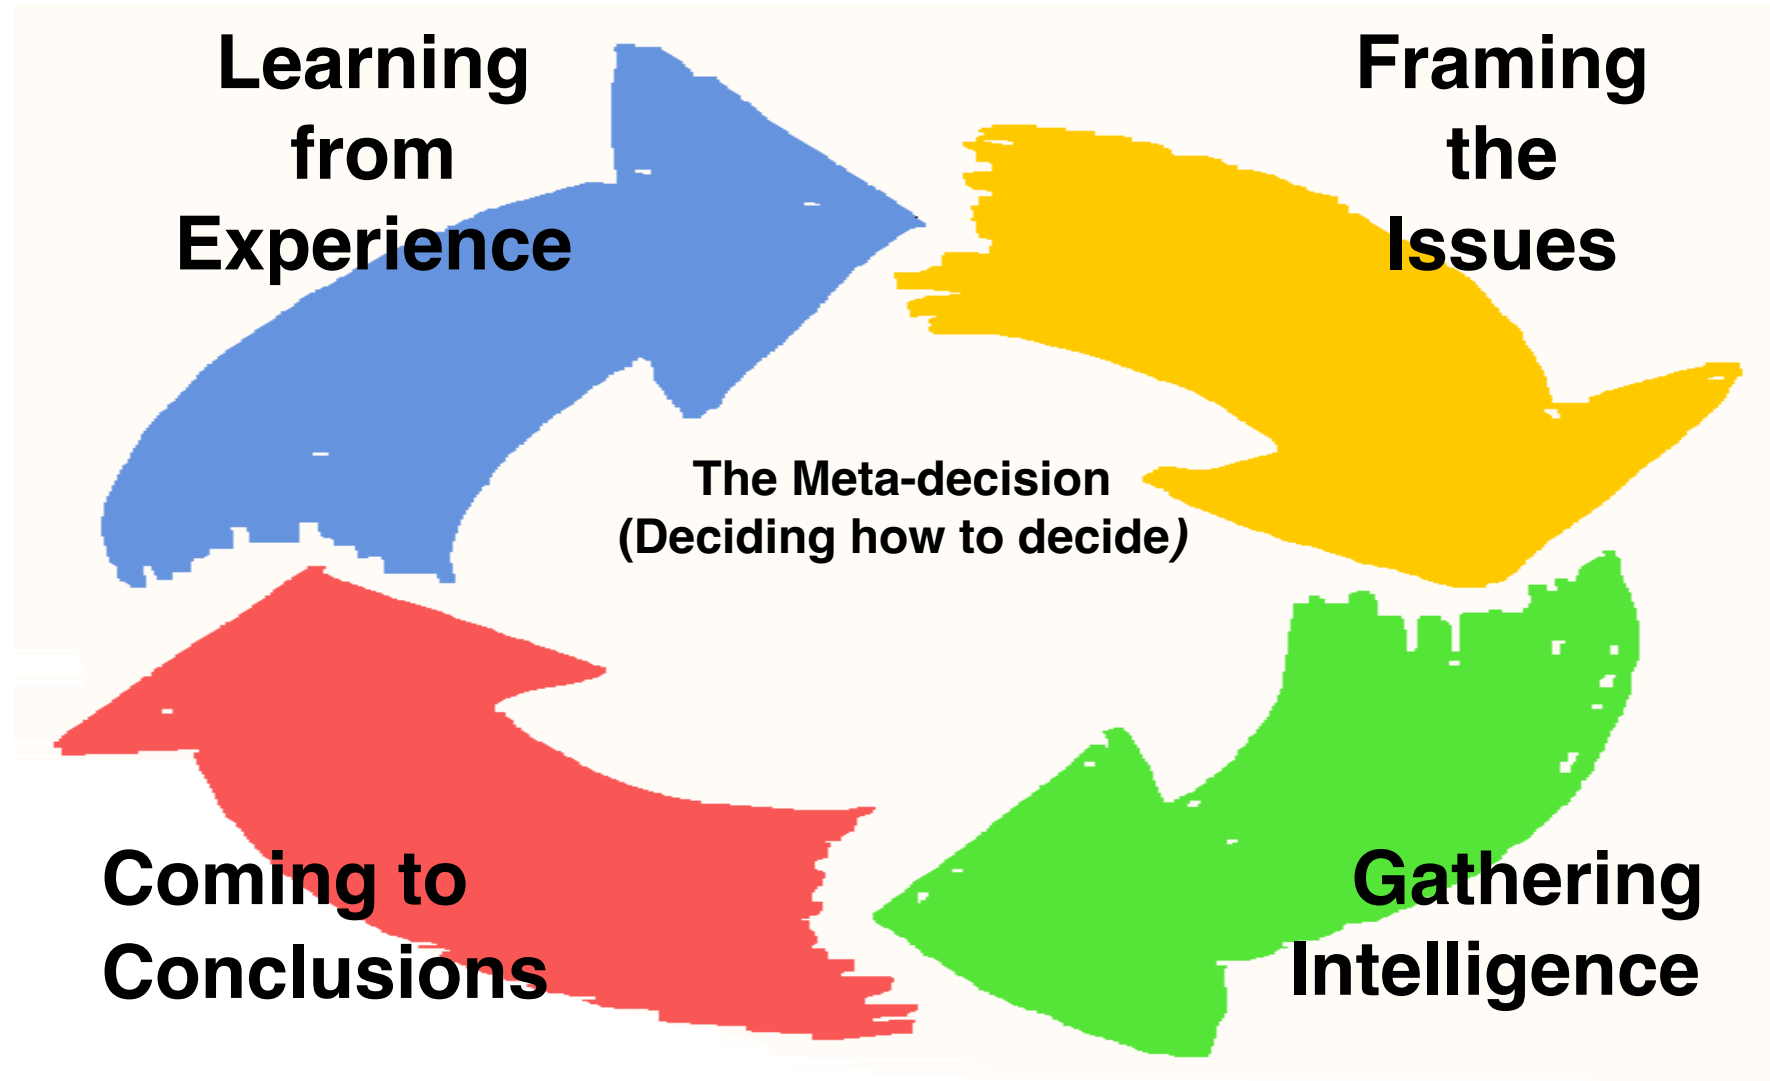 Learning
from
Experience
Framing
the
Issues
The Meta-decision
(Deciding how to decide)
Coming to
Conclusions
Gathering
Intelligence